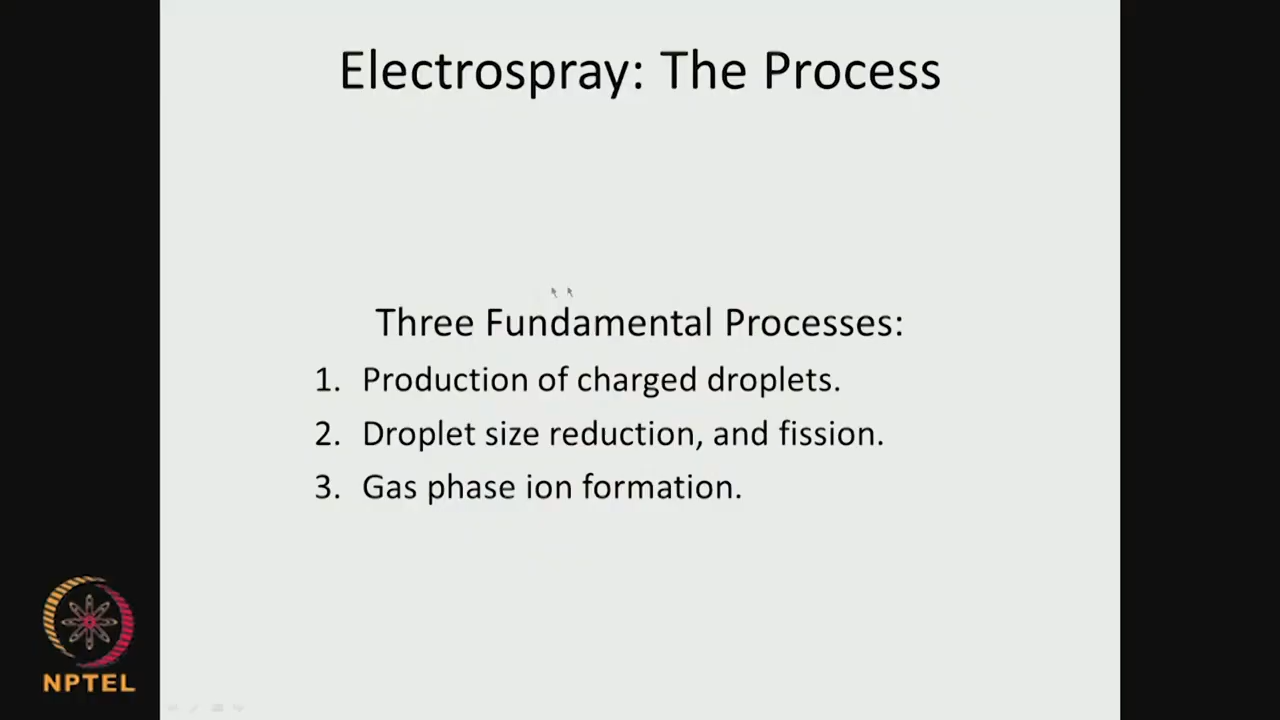 Electrospray: The Process
Three Fundamental Processes:
1. Production of charged droplets.
2. Droplet size reduction, and fission.
3. Gas phase ion formation.
NPTEL